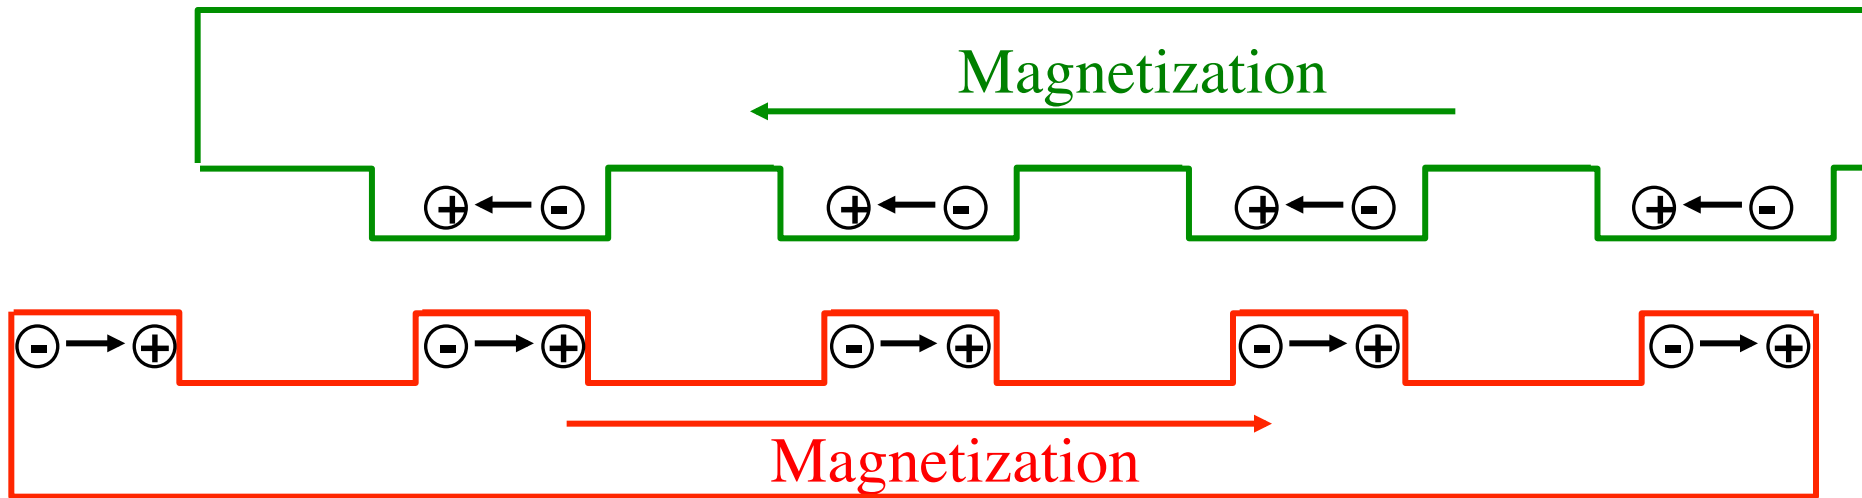 Magnetization
+ - + - + - + -
- + - + - + - + - +
Magnetization